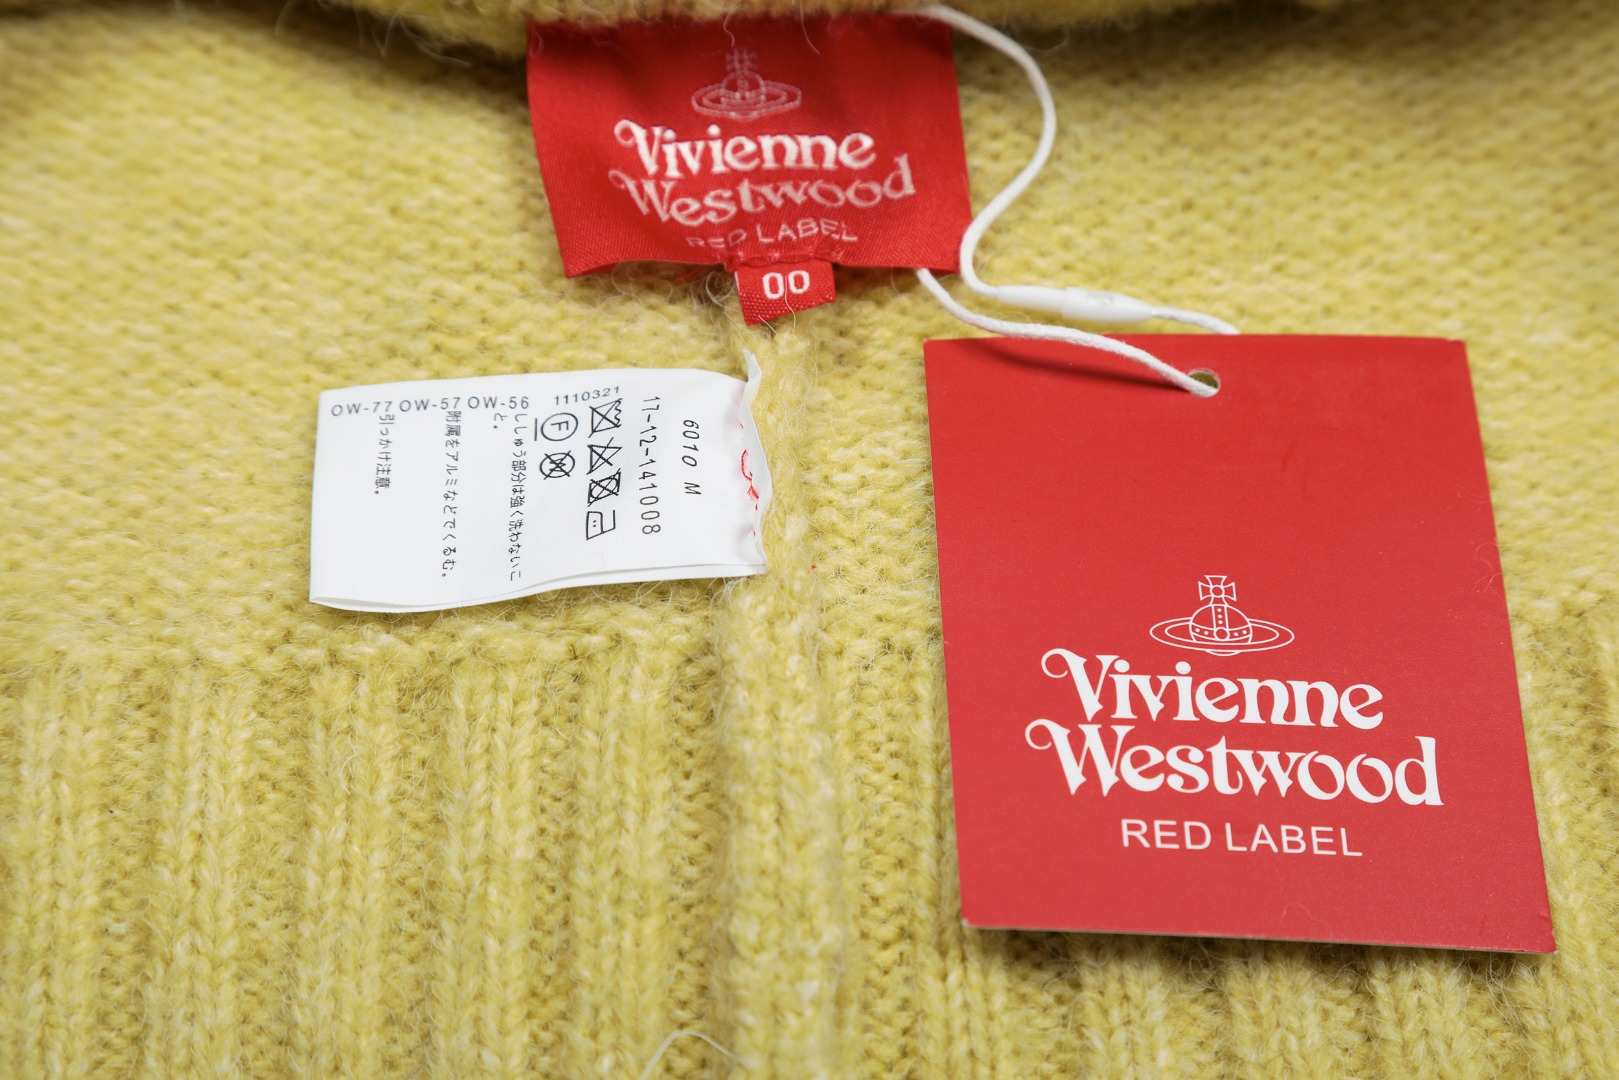 Vivienne
Westwood
RED LABEL
00
6010 M
17-12-141008
1110321
OW-77 OW-57 OW-56
F
W
ししゅう部分は強く洗わないこ
と。
附属をアルミなどでくるむ。
引っかけ注意。
Vivienne
Westwood
RED LABEL